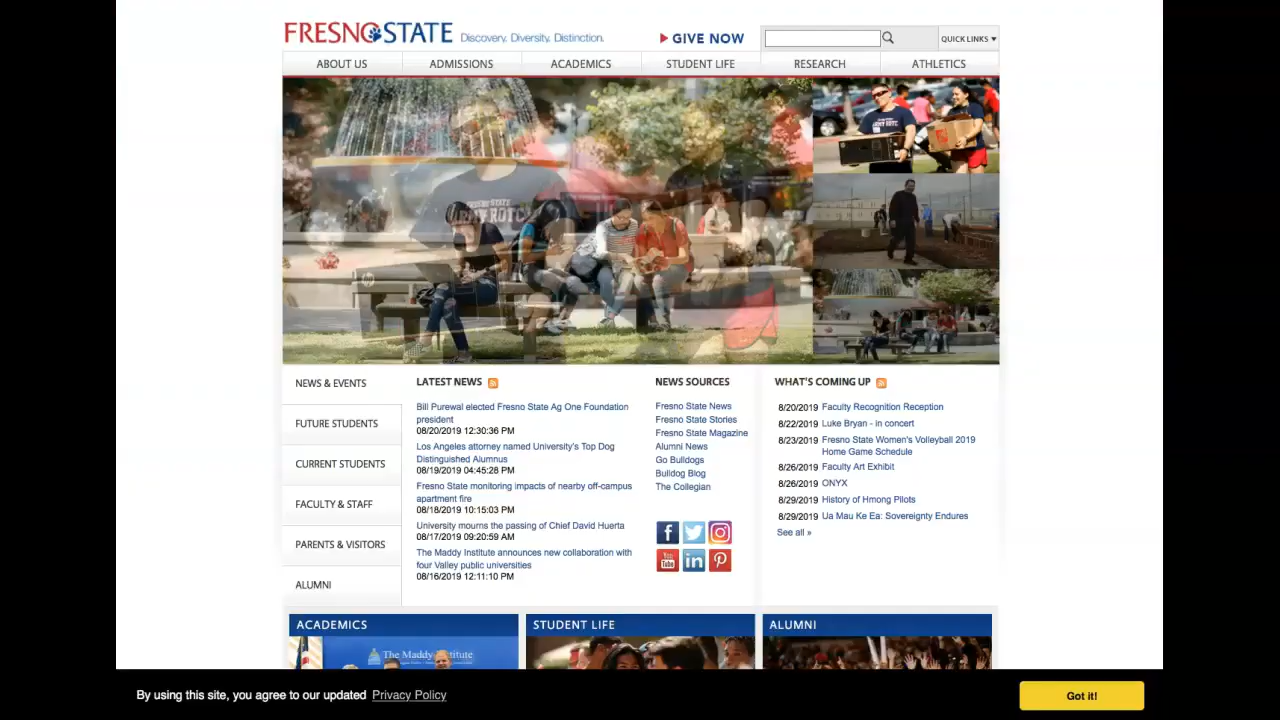 FRESNO STATE Discovery. Diversity. Distinction.
GIVE NOW
QUICK LINKS
ABOUT US ADMISSIONS ACADEMICS STUDENT LIFE RESEARCH ATHLETICS
FRESNO STATE
ARMY ROTC
NEWS & EVENTS
FUTURE STUDENTS
CURRENT STUDENTS
FACULTY & STAFF
PARENTS & VISITORS
ALUMNI
LATEST NEWS
Bill Purewal elected Fresno State Ag One Foundation
president
08/20/2019 12:30:36 PM
Los Angeles attorney named University's Top Dog
Distinguished Alumnus
08/19/2019 04:45:28 PM
Fresno State monitoring impacts of nearby off-campus
apartment fire
08/18/2019 10:15:03 PM
University mourns the passing of Chief David Huerta
08/17/2019 09:20:59 AM
The Maddy Institute announces new collaboration with
four Valley public universities
08/16/2019 12:11:10 PM
NEWS SOURCES
Fresno State News
Fresno State Stories
Fresno State Magazine
Alumni News
Go Bulldogs
Bulldog Blog
The Collegian
You Tube in
WHAT'S COMING UP
8/20/2019 Faculty Recognition Reception
8/22/2019 Luke Bryan - in concert
8/23/2019 Fresno State Women's Volleyball 2019
Home Game Schedule
8/26/2019 Faculty Art Exhibit
8/26/2019 ONYX
8/29/2019 History of Hmong Pilots
8/29/2019 Ua Mau Ke Ea: Sovereignty Endures
See all »
ACADEMICS
The Maddy Institute
STUDENT LIFE
ALUMNI
By using this site, you agree to our updated Privacy Policy
Got it!